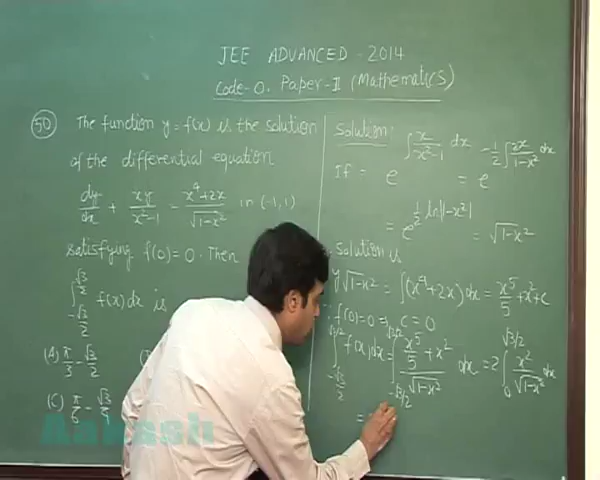 JEE ADVANCED - 2014
Code-0. Paper-II (Mathematics)
50 The function y = f(x) is the solution
of the differential equation
dy/dx + xy/(x²-1) = (x⁴+2x)/√(1-x²) in (-1,1)
satisfying f(0)=0. Then
∫_{-√3/2}^{√3/2} f(x)dx is
(A) π/3 - √3/2
(C) π/6 - √3/4
Solution:
If = e^{∫ x/(x²-1) dx} = e^{-1/2 ∫ 2x/(1-x²) dx}
= e^{1/2 ln|1-x²|} = √(1-x²)
Solution is
y√(1-x²) = ∫(x⁴+2x)dx = x⁵/5 + x² + c
∵ f(0)=0 ⇒ c = 0
∫_{-√3/2}^{√3/2} f(x)dx = ∫_{-√3/2}^{√3/2} (x⁵/5 + x²)/√(1-x²) dx = 2∫_{0}^{√3/2} x²/√(1-x²) dx
=
Aakash